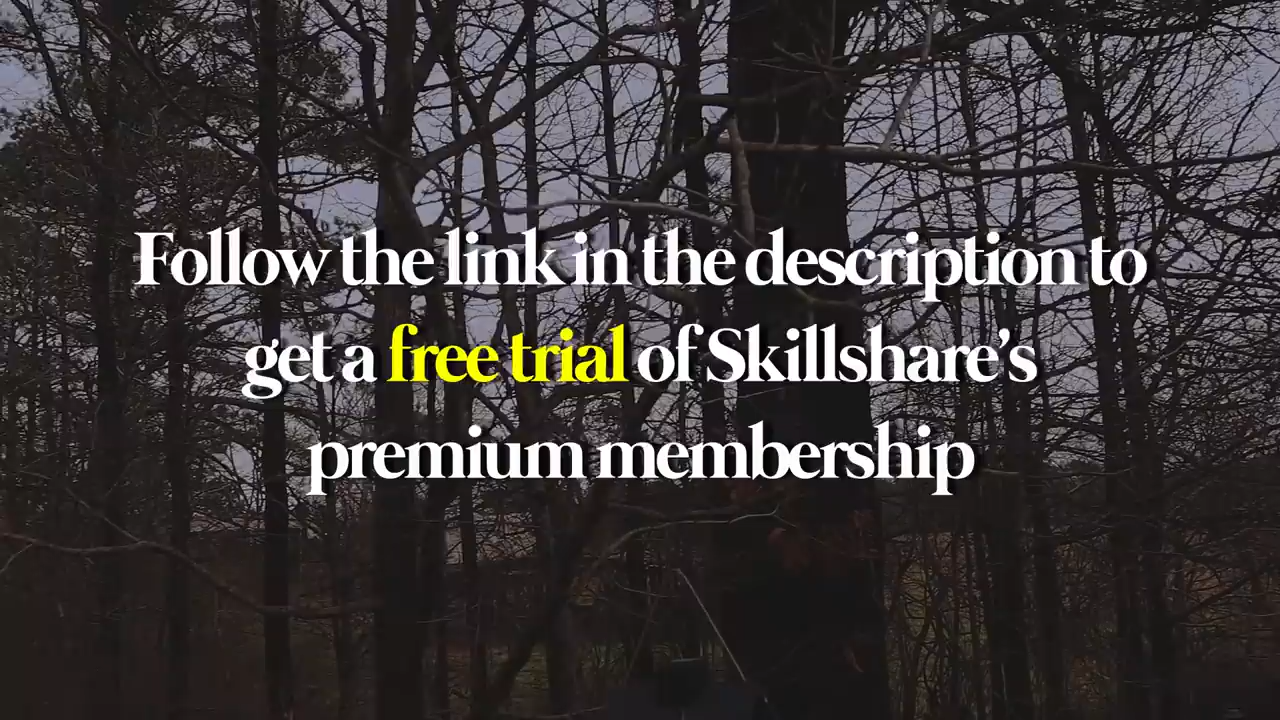 Follow the link in the description to
get a free trial of Skillshare’s
premium membership